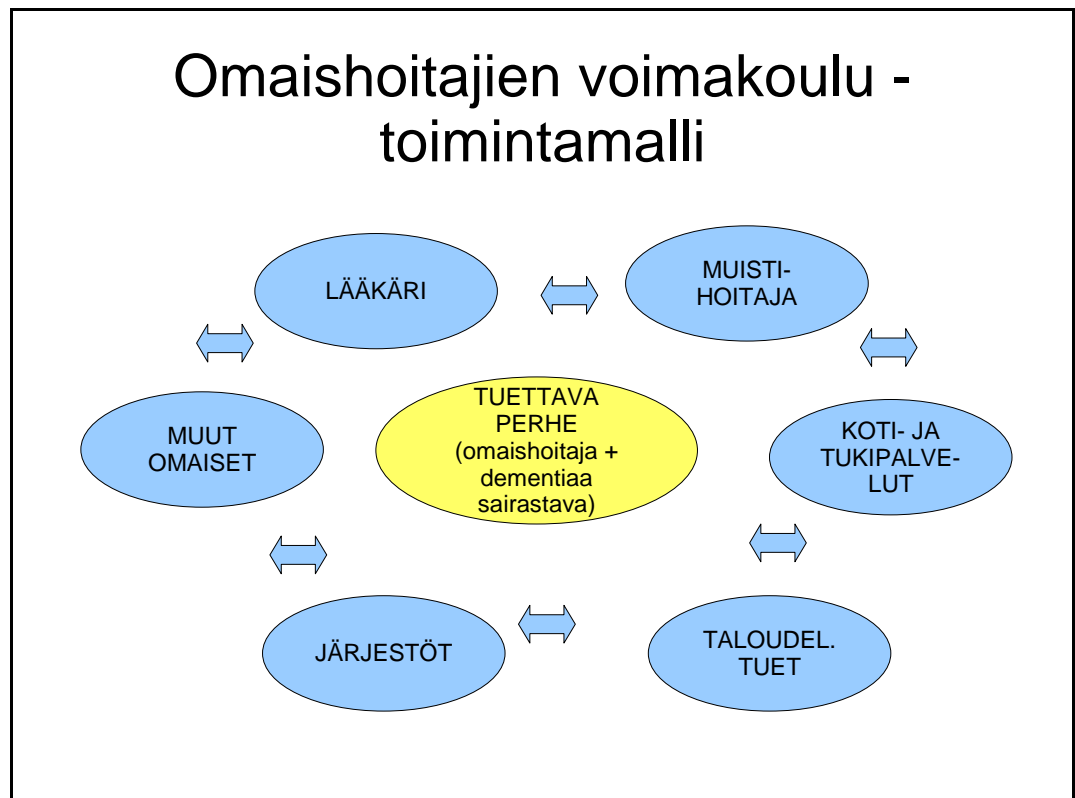 Omaishoitajien voimakoulu -
toimintamalli
LÄÄKÄRI
MUISTI-
HOITAJA
TUETTAVA
PERHE
(omaishoitaja +
dementiaa
sairastava)
MUUT
OMAISET
KOTI- JA
TUKIPALVE-
LUT
JÄRJESTÖT
TALOUDEL.
TUET